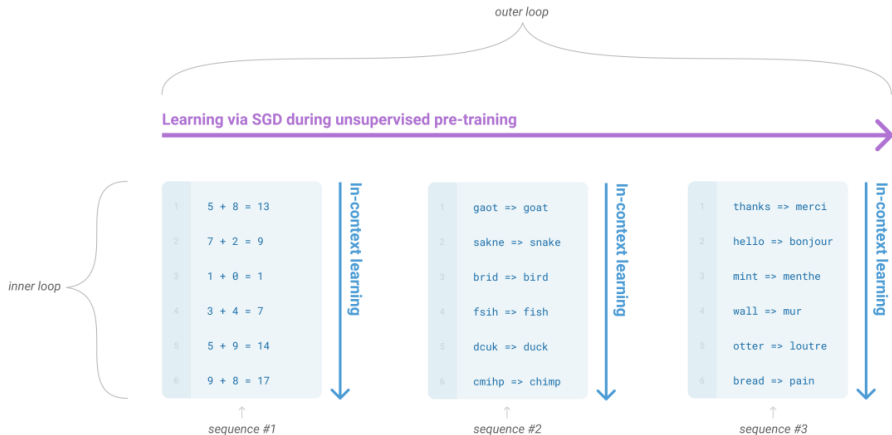 outer loop
Learning via SGD during unsupervised pre-training
inner loop
1 5 + 8 = 13
2 7 + 2 = 9
3 1 + 0 = 1
4 3 + 4 = 7
5 5 + 9 = 14
6 9 + 8 = 17
In-context learning
sequence #1
1 gaot => goat
2 sakne => snake
3 brid => bird
4 fsih => fish
5 dcuk => duck
6 cmihp => chimp
In-context learning
sequence #2
1 thanks => merci
2 hello => bonjour
3 mint => menthe
4 wall => mur
5 otter => loutre
6 bread => pain
In-context learning
sequence #3